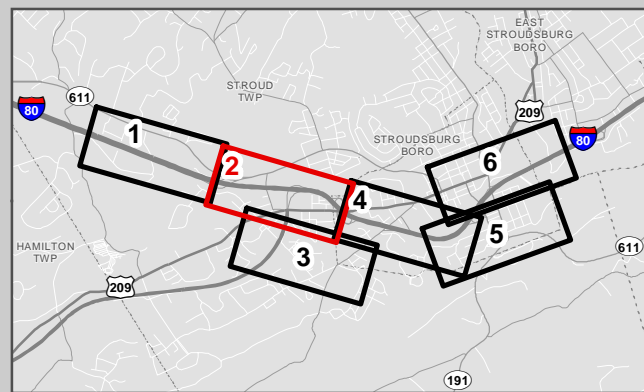 EAST
STROUDSBURG
BORO
611
80
STROUD
TWP
209
1
STROUDSBURG
BORO
80
2
6
4
HAMILTON
TWP
3
5
611
209
191